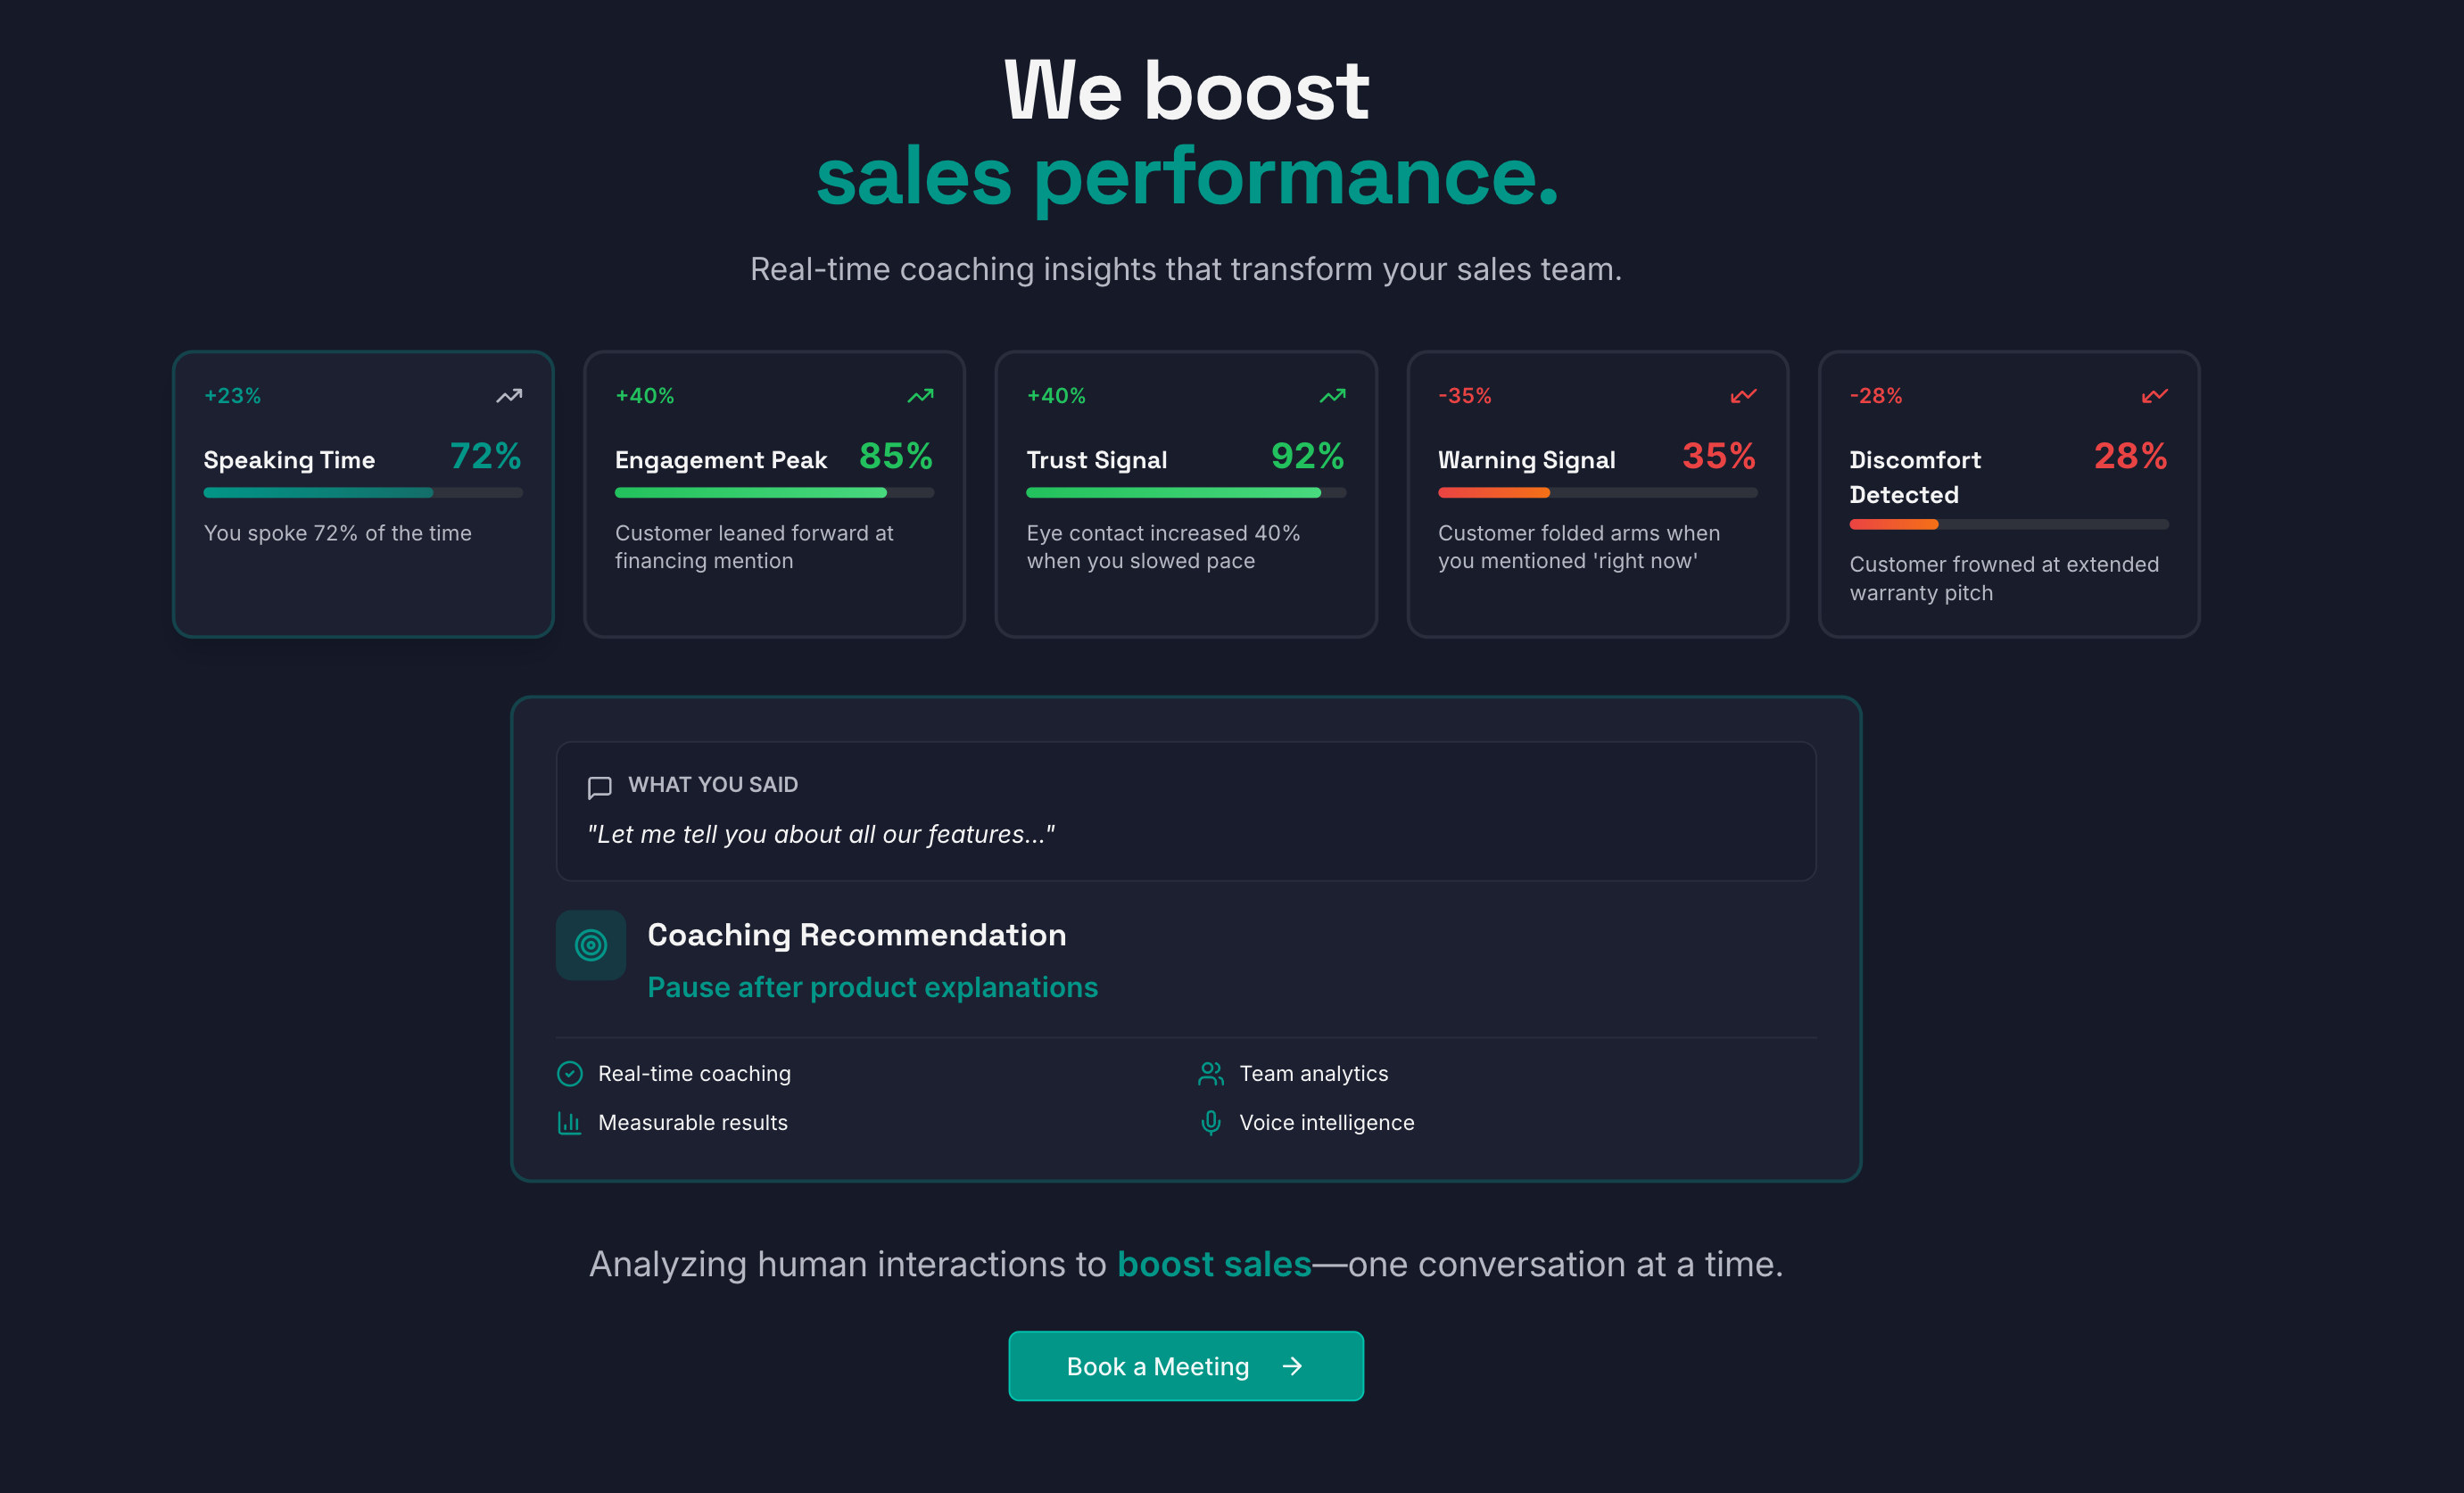 We boost
sales performance.
Real-time coaching insights that transform your sales team.
+23%
Speaking Time 72%
You spoke 72% of the time
+40%
Engagement Peak 85%
Customer leaned forward at
financing mention
+40%
Trust Signal 92%
Eye contact increased 40%
when you slowed pace
-35%
Warning Signal 35%
Customer folded arms when
you mentioned 'right now'
-28%
Discomfort 28%
Detected
Customer frowned at extended
warranty pitch
WHAT YOU SAID
"Let me tell you about all our features..."
Coaching Recommendation
Pause after product explanations
Real-time coaching
Team analytics
Measurable results
Voice intelligence
Analyzing human interactions to boost sales—one conversation at a time.
Book a Meeting →